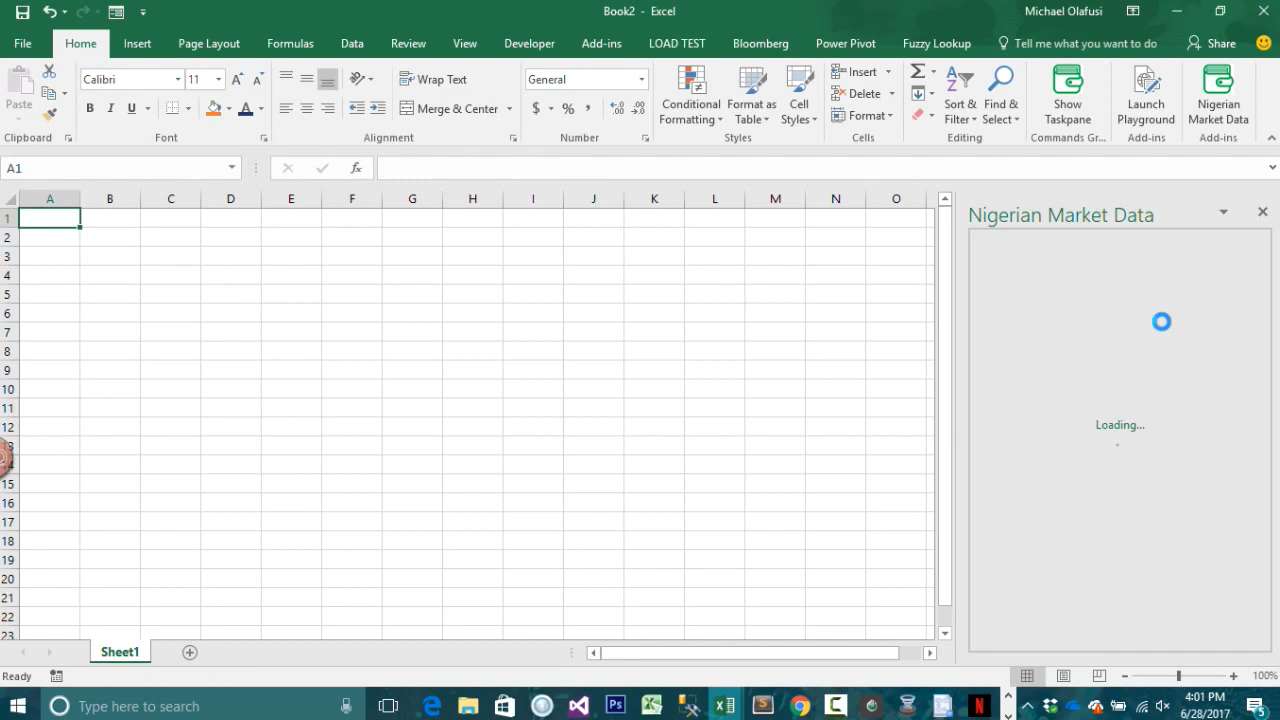 Book2 - Excel
Michael Olafusi
File Home Insert Page Layout Formulas Data Review View Developer Add-ins LOAD TEST Bloomberg Power Pivot Fuzzy Lookup Tell me what you want to do Share
Paste
Clipboard
Calibri 11
B I U
A
Font
Wrap Text
Merge & Center
Alignment
General
$ % ,
Number
Conditional Formatting
Format as Table
Cell Styles
Styles
Insert
Delete
Format
Cells
Sort & Filter
Find & Select
Editing
Show Taskpane
Commands Gr...
Launch Playground
Add-ins
Nigerian Market Data
Add-ins
A1
fx
A B C D E F G H I J K L M N O
1
2
3
4
5
6
7
8
9
10
11
12
13
14
15
16
17
18
19
20
21
22
23
Nigerian Market Data
Loading...
Sheet1
Ready
100%
Type here to search
Ps
N
4:01 PM
6/28/2017
5